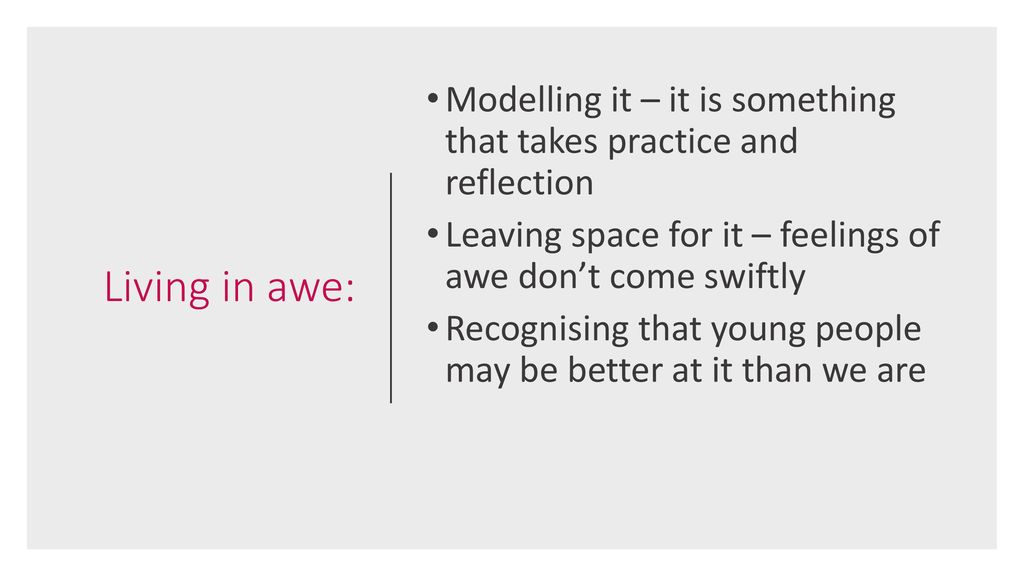 Living in awe:
• Modelling it – it is something
that takes practice and
reflection
• Leaving space for it – feelings of
awe don’t come swiftly
• Recognising that young people
may be better at it than we are